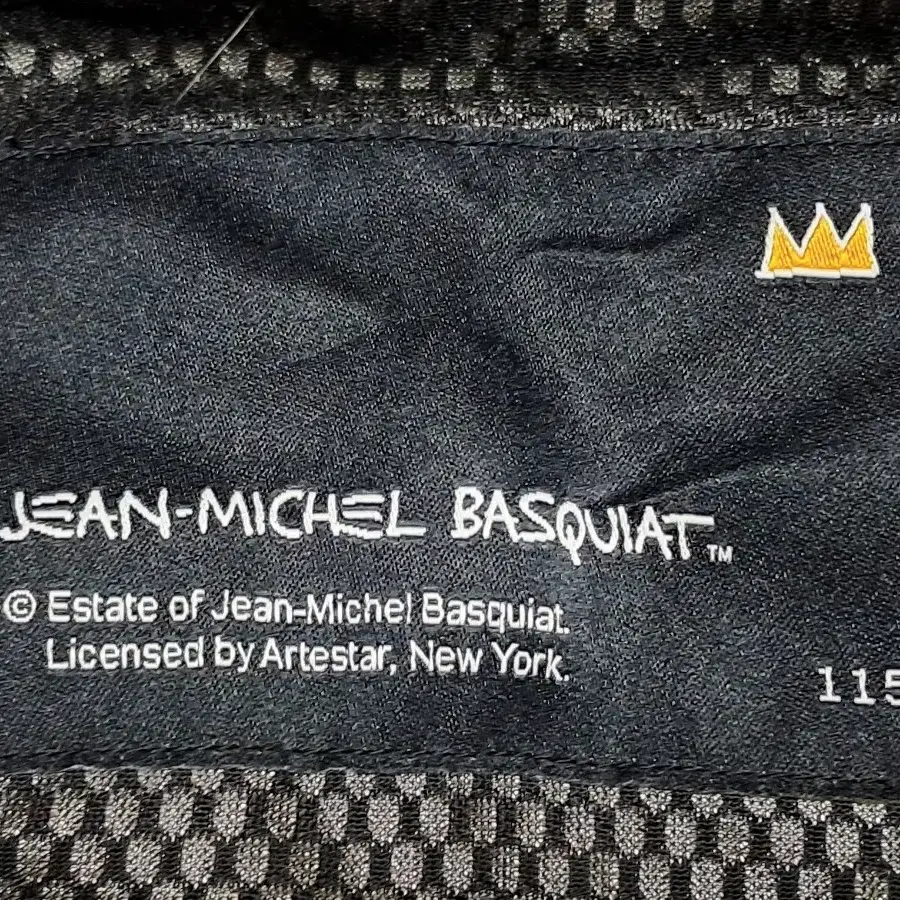 JEAN-MICHEL BASQUIAT™
© Estate of Jean-Michel Basquiat.
Licensed by Artestar, New York.
115